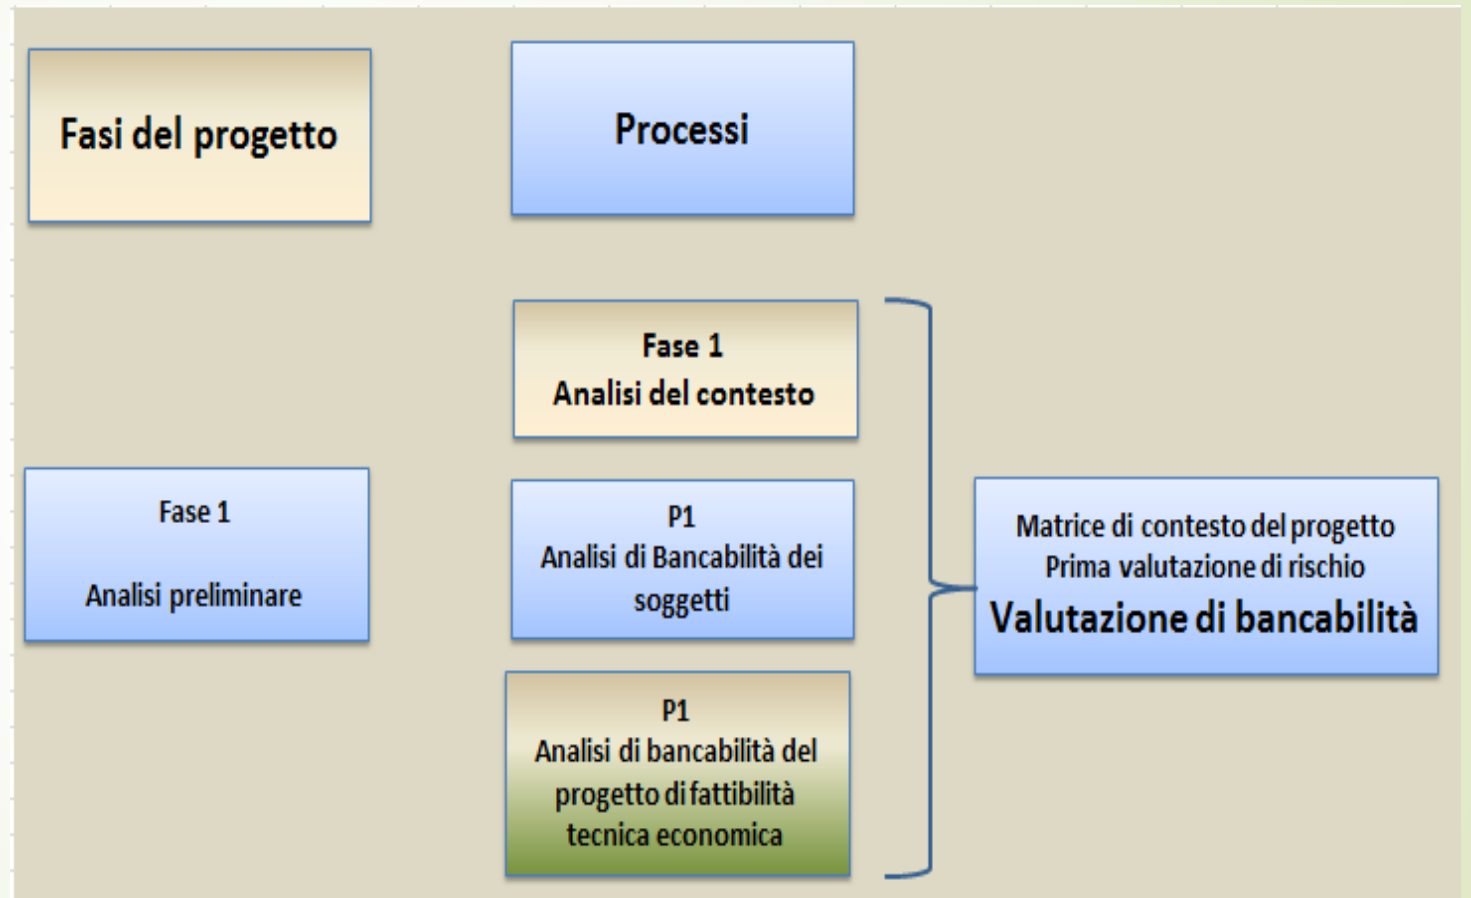 Fasi del progetto
Processi
Fase 1
Analisi del contesto
Fase 1
Analisi preliminare
P1
Analisi di Bancabilità dei
soggetti
P1
Analisi di bancabilità del
progetto di fattibilità
tecnica economica
Matrice di contesto del progetto
Prima valutazione di rischio
Valutazione di bancabilità